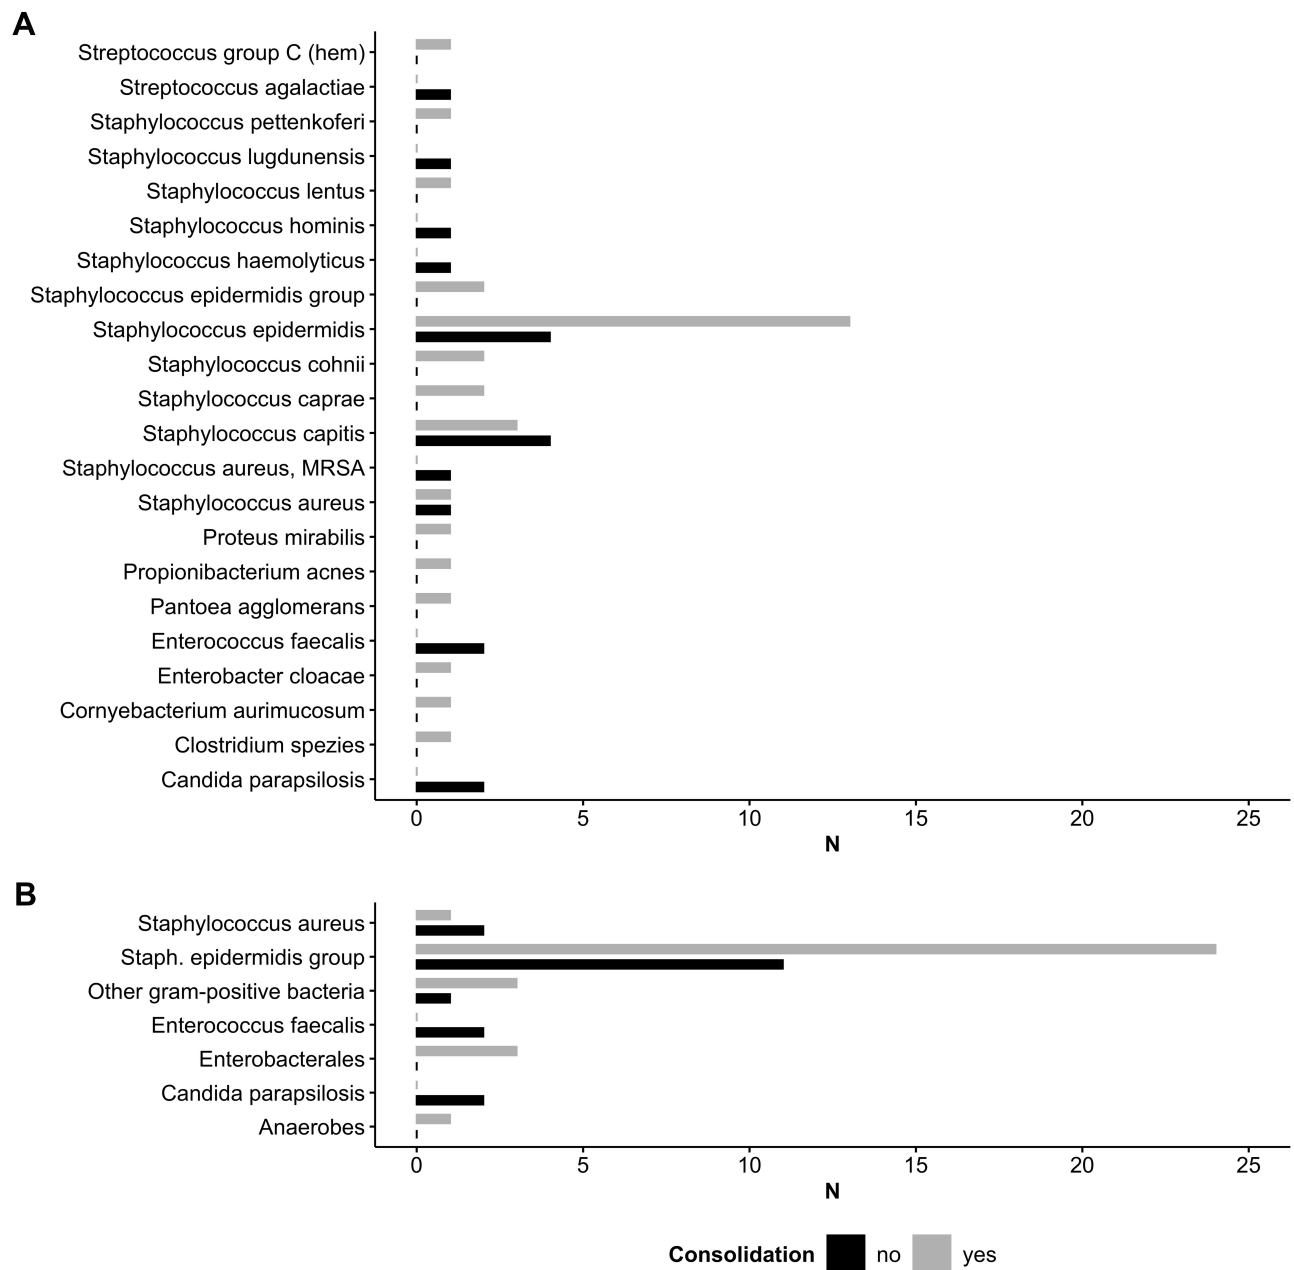 A
Streptococcus group C (hem)
Streptococcus agalactiae
Staphylococcus pettenkoferi
Staphylococcus lugdunensis
Staphylococcus lentus
Staphylococcus hominis
Staphylococcus haemolyticus
Staphylococcus epidermidis group
Staphylococcus epidermidis
Staphylococcus cohnii
Staphylococcus caprae
Staphylococcus capitis
Staphylococcus aureus, MRSA
Staphylococcus aureus
Proteus mirabilis
Propionibacterium acnes
Pantoea agglomerans
Enterococcus faecalis
Enterobacter cloacae
Cornyebacterium aurimucosum
Clostridium spezies
Candida parapsilosis
0 5 10 15 20 25
N
B
Staphylococcus aureus
Staph. epidermidis group
Other gram-positive bacteria
Enterococcus faecalis
Enterobacterales
Candida parapsilosis
Anaerobes
0 5 10 15 20 25
N
Consolidation no yes